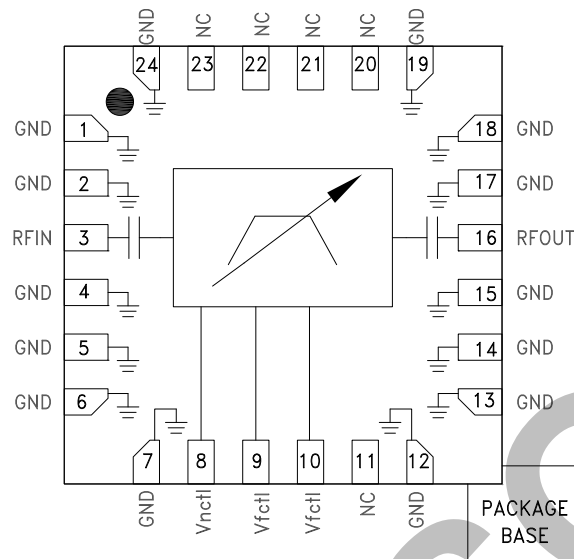 GND NC NC NC NC GND
24 23 22 21 20 19
GND 1 18 GND
GND 2 17 GND
RFIN 3 16 RFOUT
GND 4 15 GND
GND 5 14 GND
GND 6 13 GND
7 8 9 10 11 12
GND Vnctl Vfctl Vfctl NC GND
PACKAGE
BASE